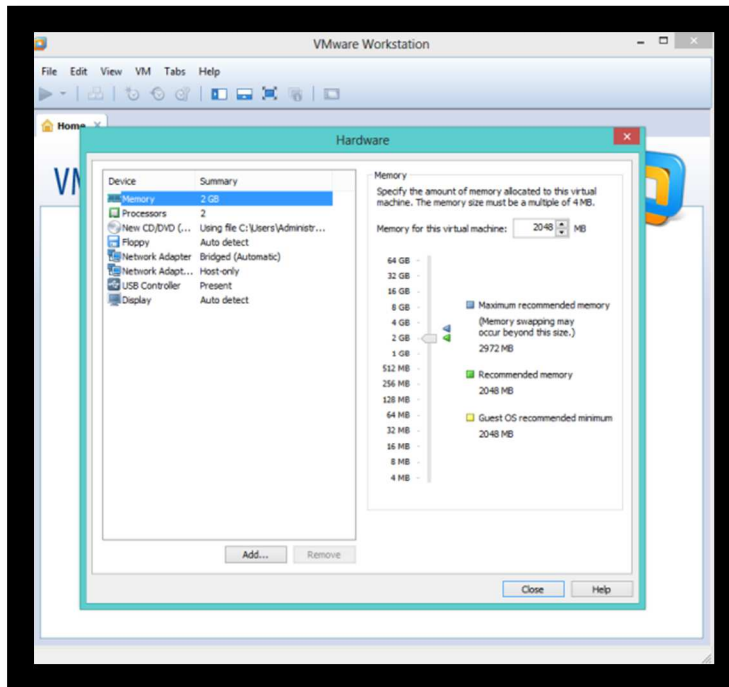 VMware Workstation
File Edit View VM Tabs Help
Home
Hardware
VM
Device Summary
Memory 2 GB
Processors 2
New CD/DVD (... Using file C:\Users\Administr...
Floppy Auto detect
Network Adapter Bridged (Automatic)
Network Adapt... Host-only
USB Controller Present
Display Auto detect
Add... Remove
Memory
Specify the amount of memory allocated to this virtual
machine. The memory size must be a multiple of 4 MB.
Memory for this virtual machine: 2048 MB
64 GB
32 GB
16 GB
8 GB
4 GB
2 GB
1 GB
512 MB
256 MB
128 MB
64 MB
32 MB
16 MB
8 MB
4 MB
Maximum recommended memory
(Memory swapping may
occur beyond this size.)
2972 MB
Recommended memory
2048 MB
Guest OS recommended minimum
2048 MB
Close Help